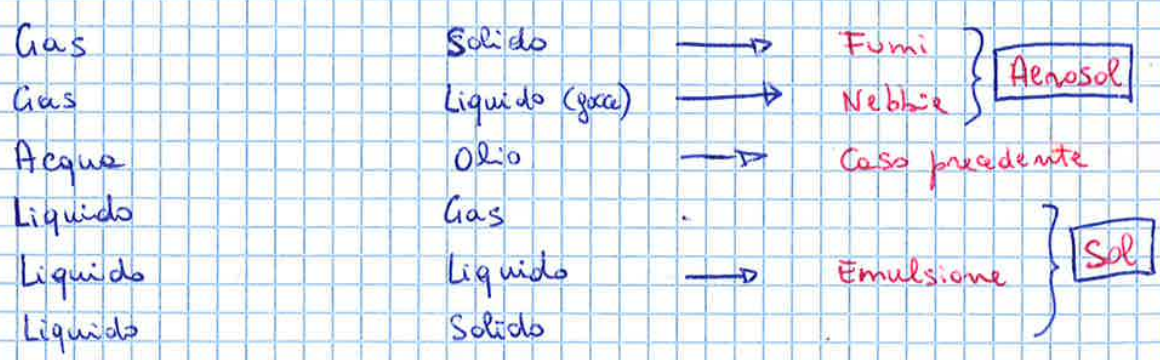 Gas Solido → Fumi } Aerosol
Gas Liquido (gocce) → Nebbie
Acqua Olio → Caso precedente
Liquido Gas
Liquido Liquido → Emulsione } Sol
Liquido Solido